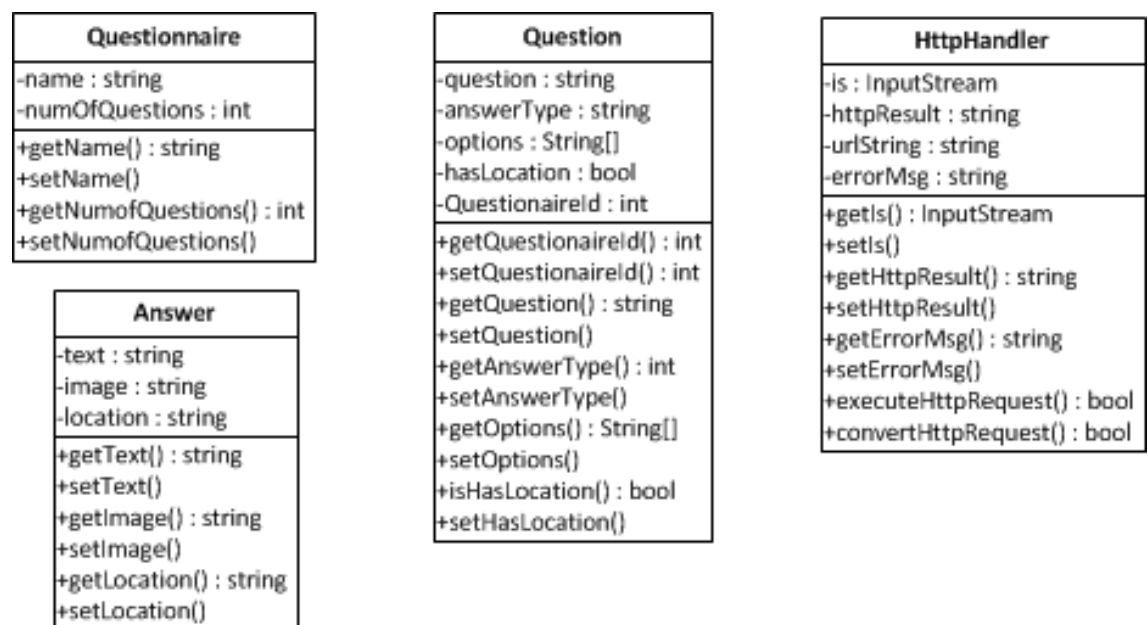 Questionnaire
-name : string
-numOfQuestions : int
+getName() : string
+setName()
+getNumofQuestions() : int
+setNumofQuestions()
Answer
-text : string
-image : string
-location : string
+getText() : string
+setText()
+getImage() : string
+setImage()
+getLocation() : string
+setLocation()
Question
-question : string
-answerType : string
-options : String[]
-hasLocation : bool
-QuestionaireId : int
+getQuestionaireId() : int
+setQuestionaireId() : int
+getQuestion() : string
+setQuestion()
+getAnswerType() : int
+setAnswerType()
+getOptions() : String[]
+setOptions()
+isHasLocation() : bool
+setHasLocation()
HttpHandler
-is : InputStream
-httpResult : string
-urlString : string
-errorMsg : string
+getIs() : InputStream
+setIs()
+getHttpResult() : string
+setHttpResult()
+getErrorMsg() : string
+setErrorMsg()
+executeHttpRequest() : bool
+convertHttpRequest() : bool